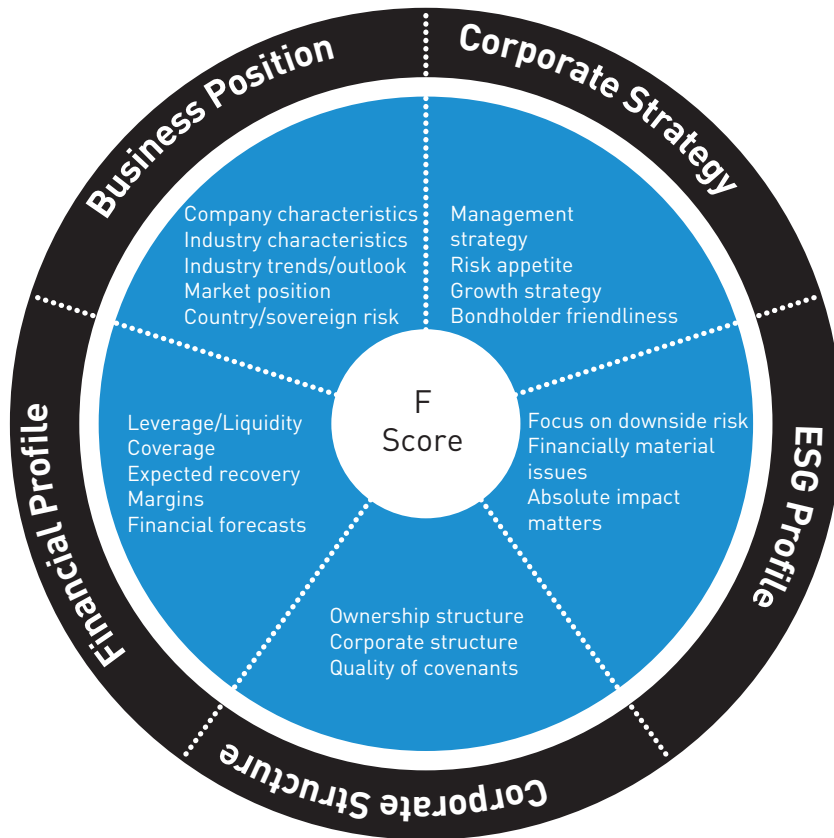 Business Position
Company characteristics
Industry characteristics
Industry trends/outlook
Market position
Country/sovereign risk
Corporate Strategy
Management
strategy
Risk appetite
Growth strategy
Bondholder friendliness
ESG Profile
Focus on downside risk
Financially material
issues
Absolute impact
matters
Corporate Structure
Ownership structure
Corporate structure
Quality of covenants
Financial Profile
Leverage/Liquidity
Coverage
Expected recovery
Margins
Financial forecasts
F
Score